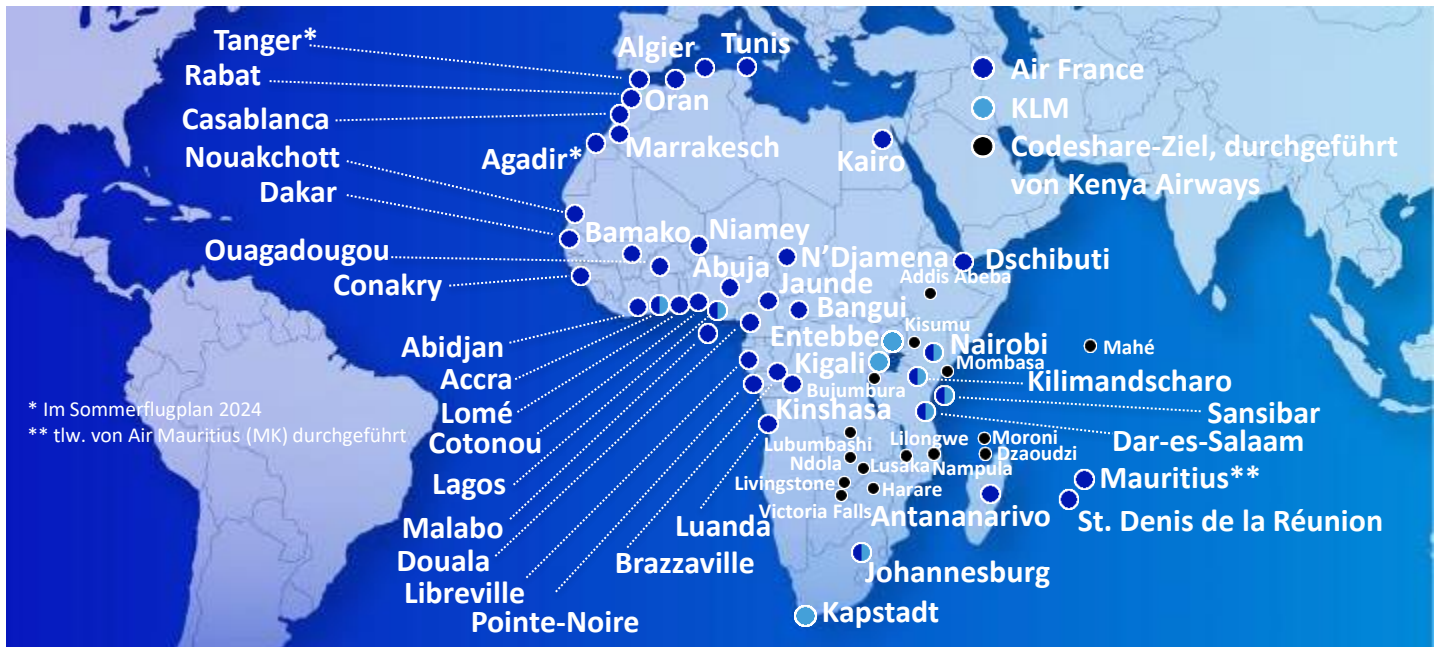 Tanger*
Rabat
Casablanca
Nouakchott
Dakar
Ouagadougou
Conakry
Algier
Tunis
Oran
Agadir*
Marrakesch
Kairo
Air France
KLM
Codeshare-Ziel, durchgeführt
von Kenya Airways
Bamako
Niamey
N’Djamena
Dschibuti
Abuja
Jaunde
Addis Abeba
Bangui
Entebbe
Kisumu
Nairobi
Mahé
Kigali
Mombasa
Bujumbura
Kilimandscharo
Kinshasa
Sansibar
Dar-es-Salaam
Abidjan
Accra
Lomé
Cotonou
Lagos
Malabo
Douala
Libreville
Pointe-Noire
Brazzaville
Luanda
* Im Sommerflugplan 2024
** tlw. von Air Mauritius (MK) durchgeführt
Lubumbashi
Lilongwe
Moroni
Ndola
Lusaka
Nampula
Dzaoudzi
Livingstone
Harare
Victoria Falls
Mauritius**
Antananarivo
St. Denis de la Réunion
Johannesburg
Kapstadt